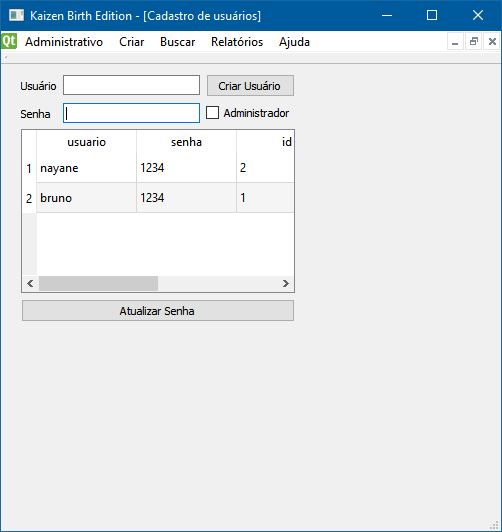 Kaizen Birth Edition - [Cadastro de usuários]
Qt Administrativo Criar Buscar Relatórios Ajuda
Usuário Criar Usuário
Senha Administrador
usuario senha id
1 nayane 1234 2
2 bruno 1234 1
Atualizar Senha